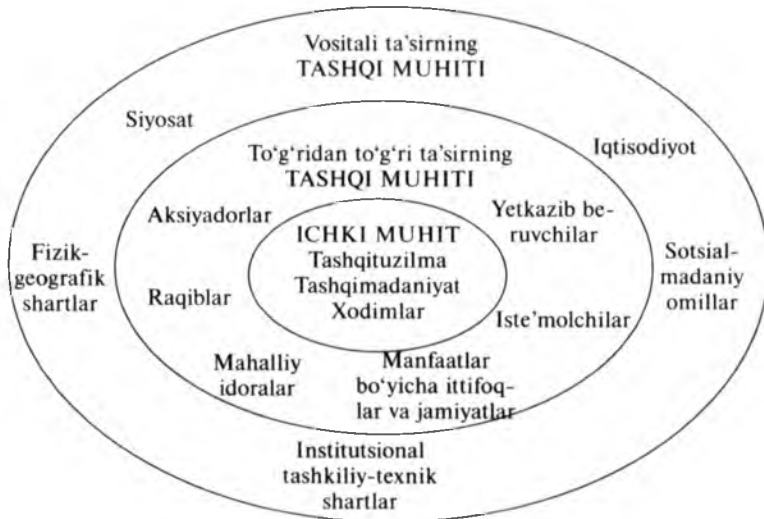 Vositali ta'sirning
TASHQI MUHITI
Siyosat
Iqtisodiyot
To'g'ridan to'g'ri ta'sirning
TASHQI MUHITI
Aksiyadorlar
Yetkazib be-
ruvchilar
ICHKI MUHIT
Tashqituzilma
Tashqimadaniyat
Xodimlar
Fizik-
geografik
shartlar
Sotsial-
madaniy
omillar
Raqiblar
Iste'molchilar
Mahalliy
idoralar
Manfaatlar
bo'yicha ittifoq-
lar va jamiyatlar
Institutsional
tashkiliy-texnik
shartlar